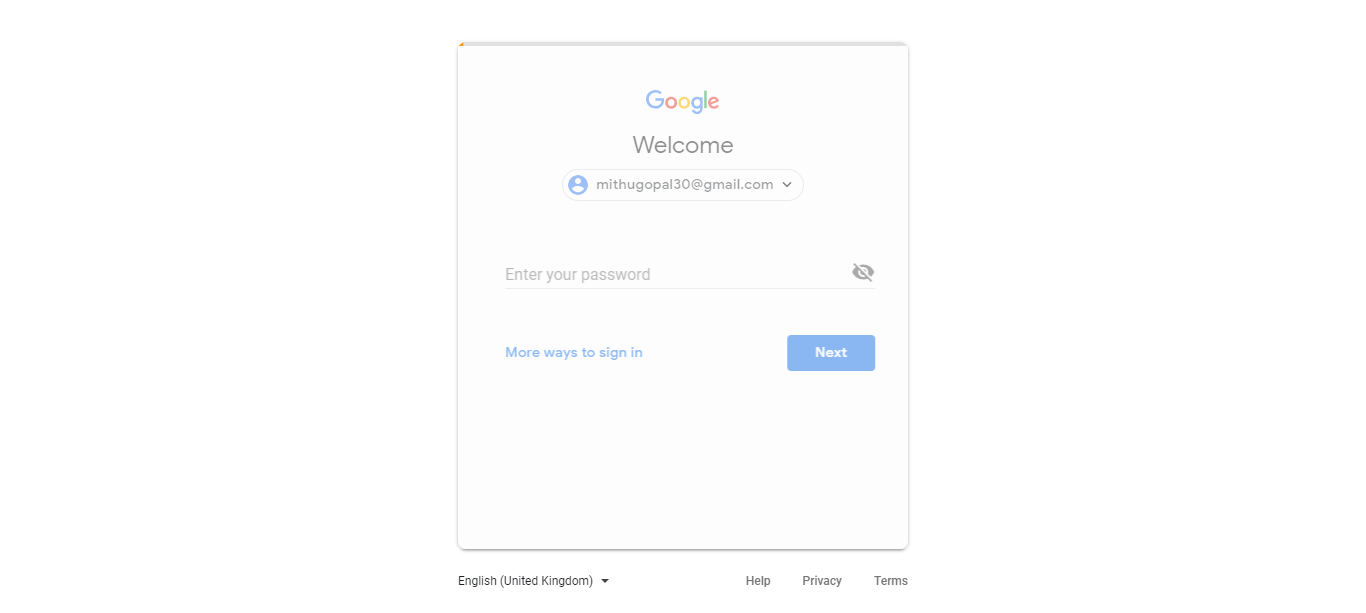 Google
Welcome
mithugopal30@gmail.com
Enter your password
More ways to sign in
Next
English (United Kingdom)
Help
Privacy
Terms